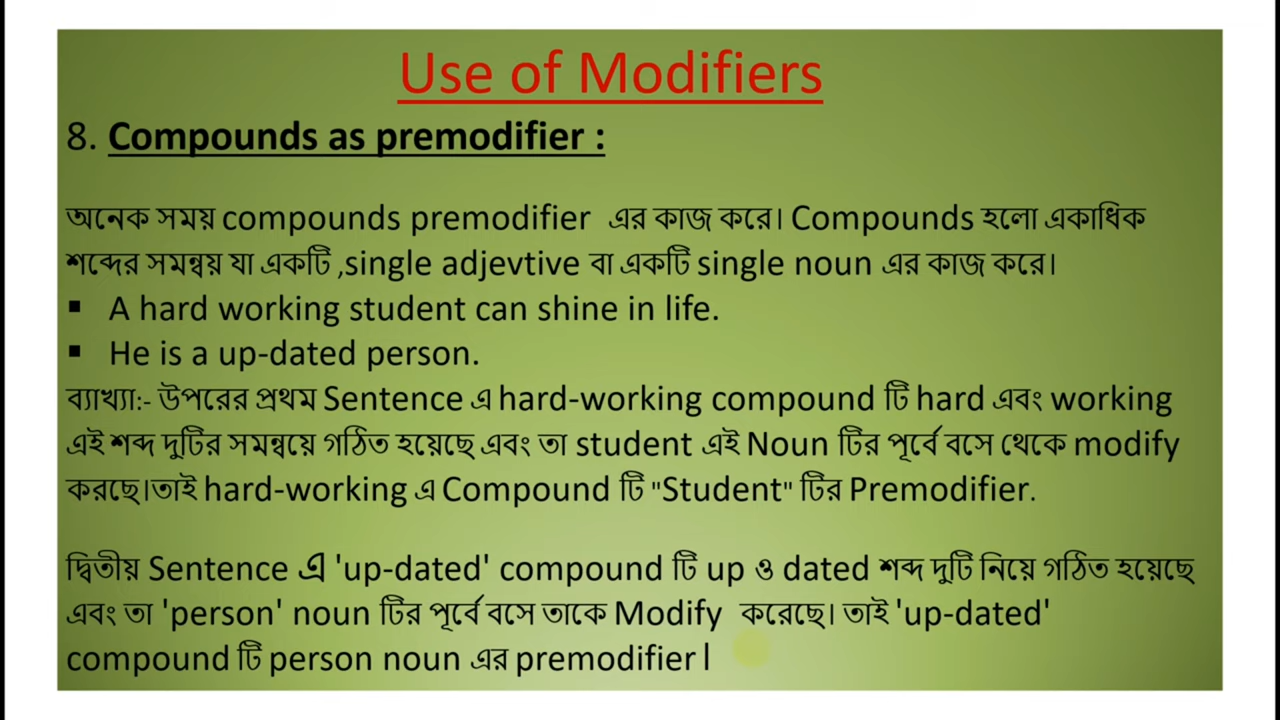 Use of Modifiers
8. Compounds as premodifier :
অনেক সময় compounds premodifier এর কাজ করে। Compounds হলো একাধিক
শব্দের সমন্বয় যা একটি ,single adjevtive বা একটি single noun এর কাজ করে।
▪ A hard working student can shine in life.
▪ He is a up-dated person.
ব্যাখ্যা:- উপরের প্রথম Sentence এ hard-working compound টি hard এবং working
এই শব্দ দুটির সমন্বয়ে গঠিত হয়েছে এবং তা student এই Noun টির পূর্বে বসে থেকে modify
করছে।তাই hard-working এ Compound টি "Student" টির Premodifier.
দ্বিতীয় Sentence এ 'up-dated' compound টি up ও dated শব্দ দুটি নিয়ে গঠিত হয়েছে
এবং তা 'person' noun টির পূর্বে বসে তাকে Modify করেছে। তাই 'up-dated'
compound টি person noun এর premodifier l